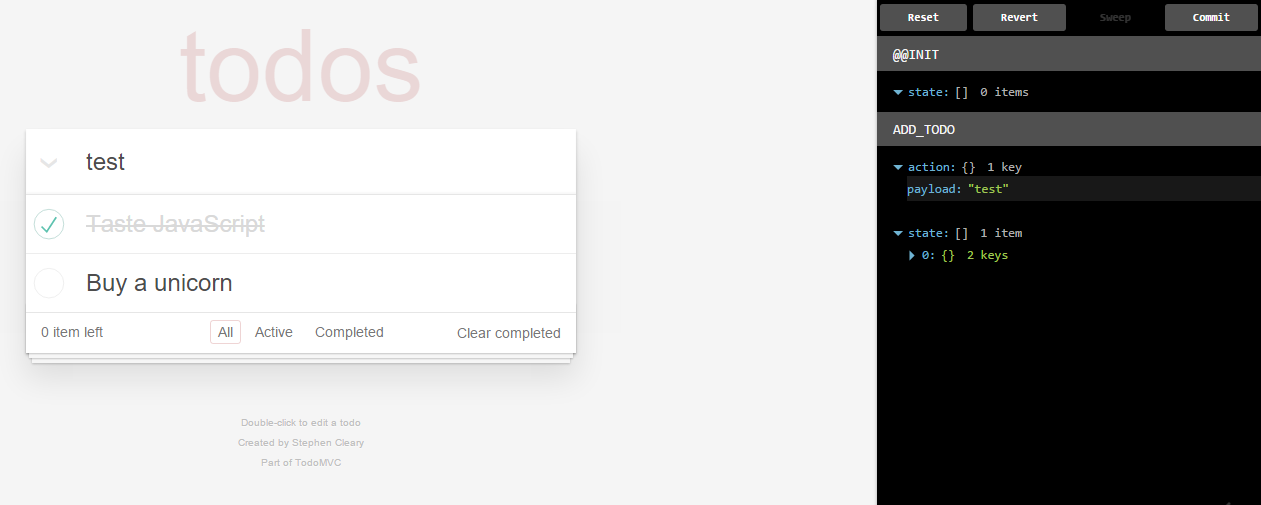 todos
test
Taste JavaScript
Buy a unicorn
0 item left All Active Completed Clear completed
Double-click to edit a todo
Created by Stephen Cleary
Part of TodoMVC
Reset Revert Sweep Commit
@@INIT
state: [] 0 items
ADD_TODO
action: {} 1 key
payload: "test"
state: [] 1 item
0: {} 2 keys